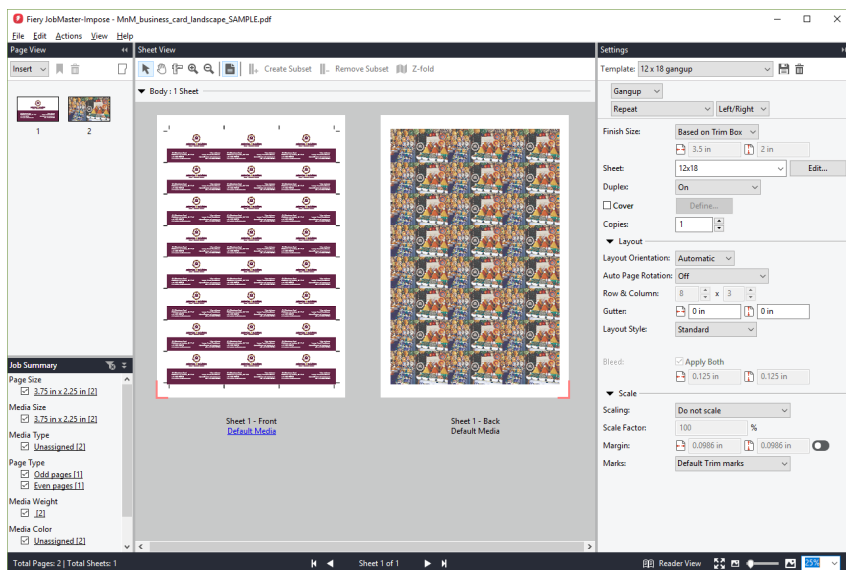 Fiery JobMaster-Impose - MnM_business_card_landscape_SAMPLE.pdf
File Edit Actions View Help
Page View
Sheet View
Settings
Insert
Create Subset
Remove Subset
Z-fold
Template: 12 x 18 gangup
Body : 1 Sheet
Gangup
Repeat
Left/Right
1
2
Finish Size:
Based on Trim Box
3.5 in
2 in
Sheet:
12x18
Edit...
Duplex:
On
Cover
Define...
Copies:
1
Layout
Layout Orientation:
Automatic
Auto Page Rotation:
Off
Row & Column:
8 x 3
Gutter:
0 in
0 in
Layout Style:
Standard
Bleed:
Apply Both
0.125 in
0.125 in
Scale
Scaling:
Do not scale
Scale Factor:
100 %
Margin:
0.0986 in
0.0986 in
Marks:
Default Trim marks
Job Summary
Page Size
3.75 in x 2.25 in [2]
Media Size
3.75 in x 2.25 in [2]
Media Type
Unassigned [2]
Page Type
Odd pages [1]
Even pages [1]
Media Weight
[2]
Media Color
Unassigned [2]
Sheet 1 - Front
Default Media
Sheet 1 - Back
Default Media
Total Pages: 2 | Total Sheets: 1
Sheet 1 of 1
Reader View
25%